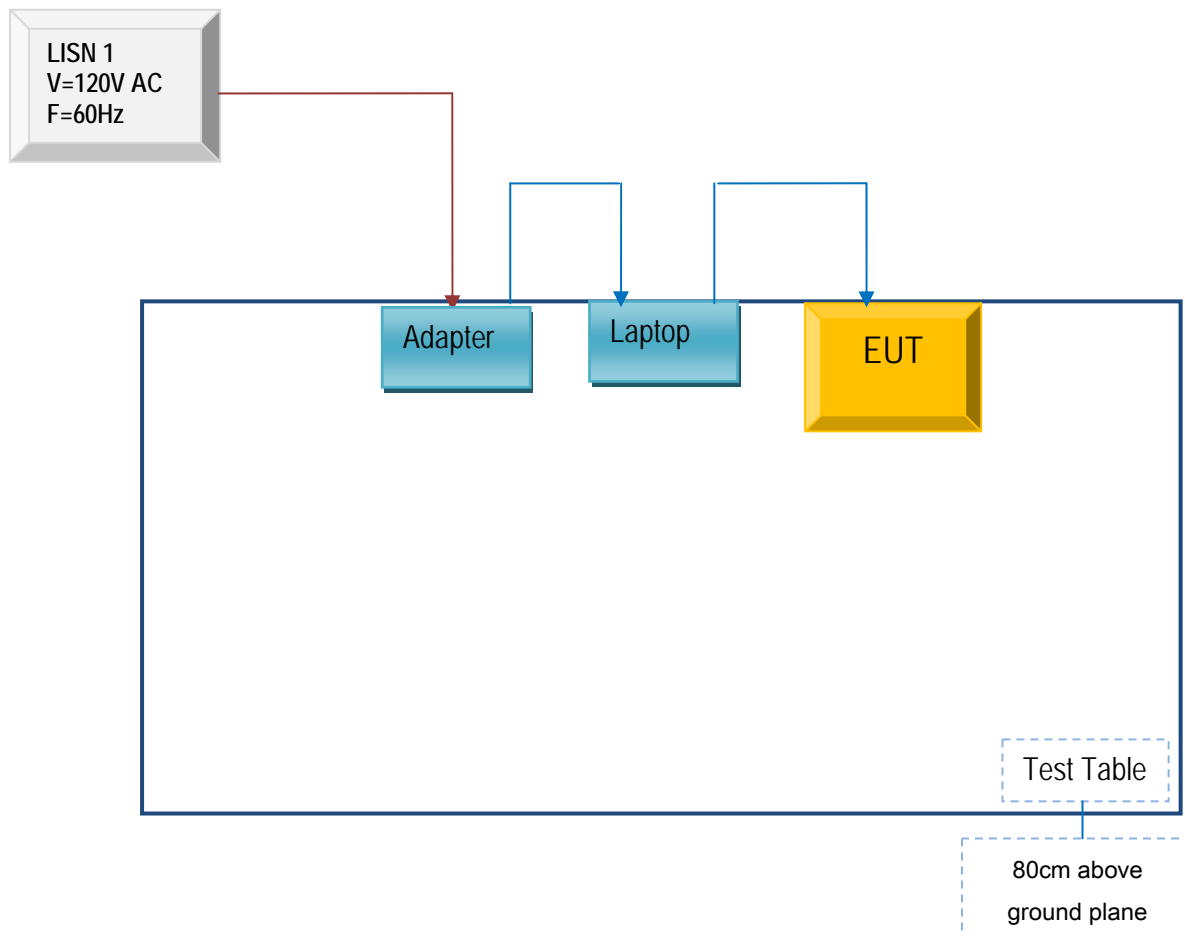 LISN 1
V=120V AC
F=60Hz
Adapter
Laptop
EUT
Test Table
80cm above
ground plane